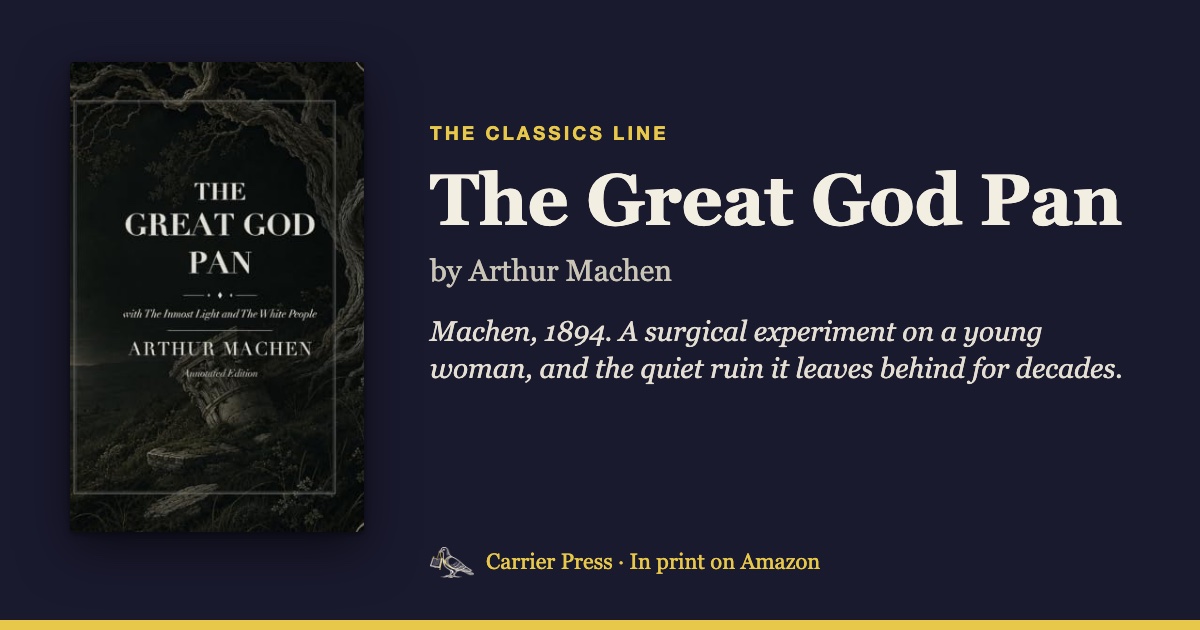 THE
GREAT GOD
PAN
with The Inmost Light and The White People
ARTHUR MACHEN
Annotated Edition
THE CLASSICS LINE
The Great God Pan
by Arthur Machen
Machen, 1894. A surgical experiment on a young
woman, and the quiet ruin it leaves behind for decades.
Carrier Press · In print on Amazon